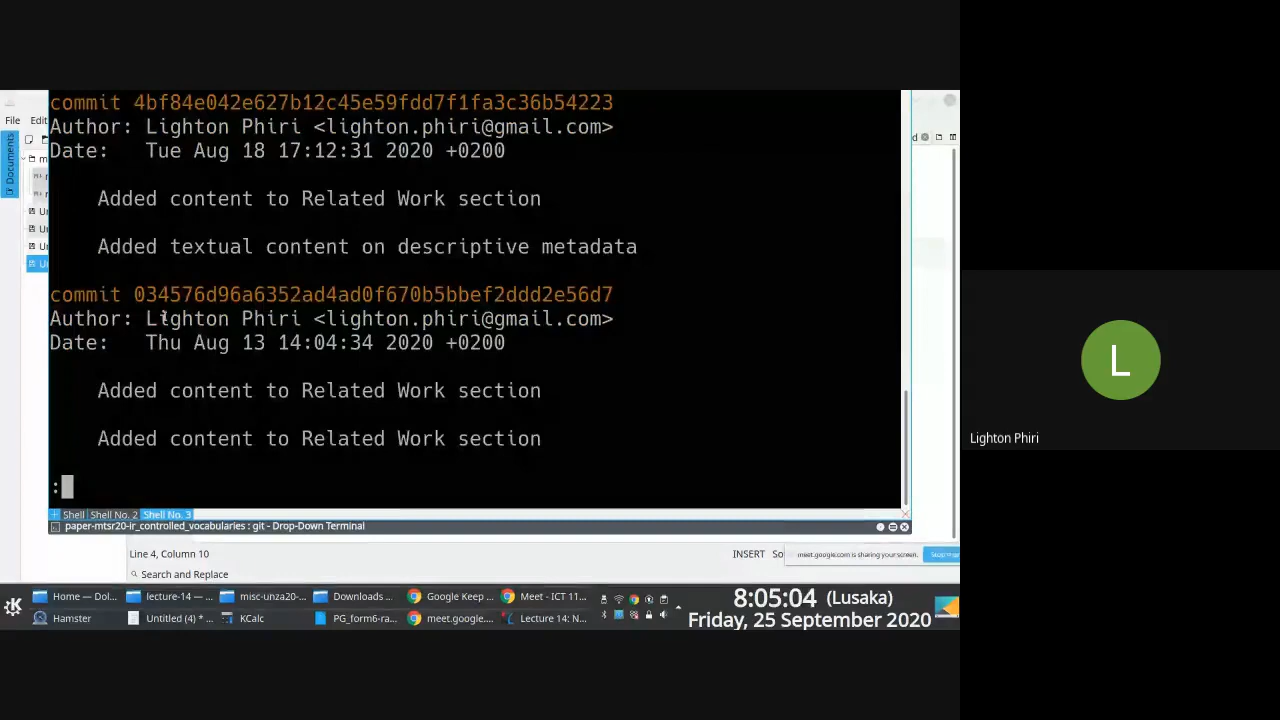 commit 4bf84e042e627b12c45e59fdd7f1fa3c36b54223
Author: Lighton Phiri <lighton.phiri@gmail.com>
Date:   Tue Aug 18 17:12:31 2020 +0200
Added content to Related Work section
Added textual content on descriptive metadata
commit 034576d96a6352ad4ad0f670b5bbef2ddd2e56d7
Author: Lighton Phiri <lighton.phiri@gmail.com>
Date:   Thu Aug 13 14:04:34 2020 +0200
Added content to Related Work section
Added content to Related Work section
:
File Edi
Documents
Shell Shell No. 2 Shell No. 3
paper-mtsr20-ir_controlled_vocabularies : git - Drop-Down Terminal
Line 4, Column 10 INSERT So
meet.google.com is sharing your screen.
Search and Replace
Home — Dol... lecture-14 — ... misc-unza20-... Downloads ... Google Keep ... Meet - ICT 11...
Hamster Untitled (4) * ... KCalc PG_form6-ra... meet.google.... Lecture 14: N...
8:05:04 (Lusaka)
Friday, 25 September 2020
L
Lighton Phiri